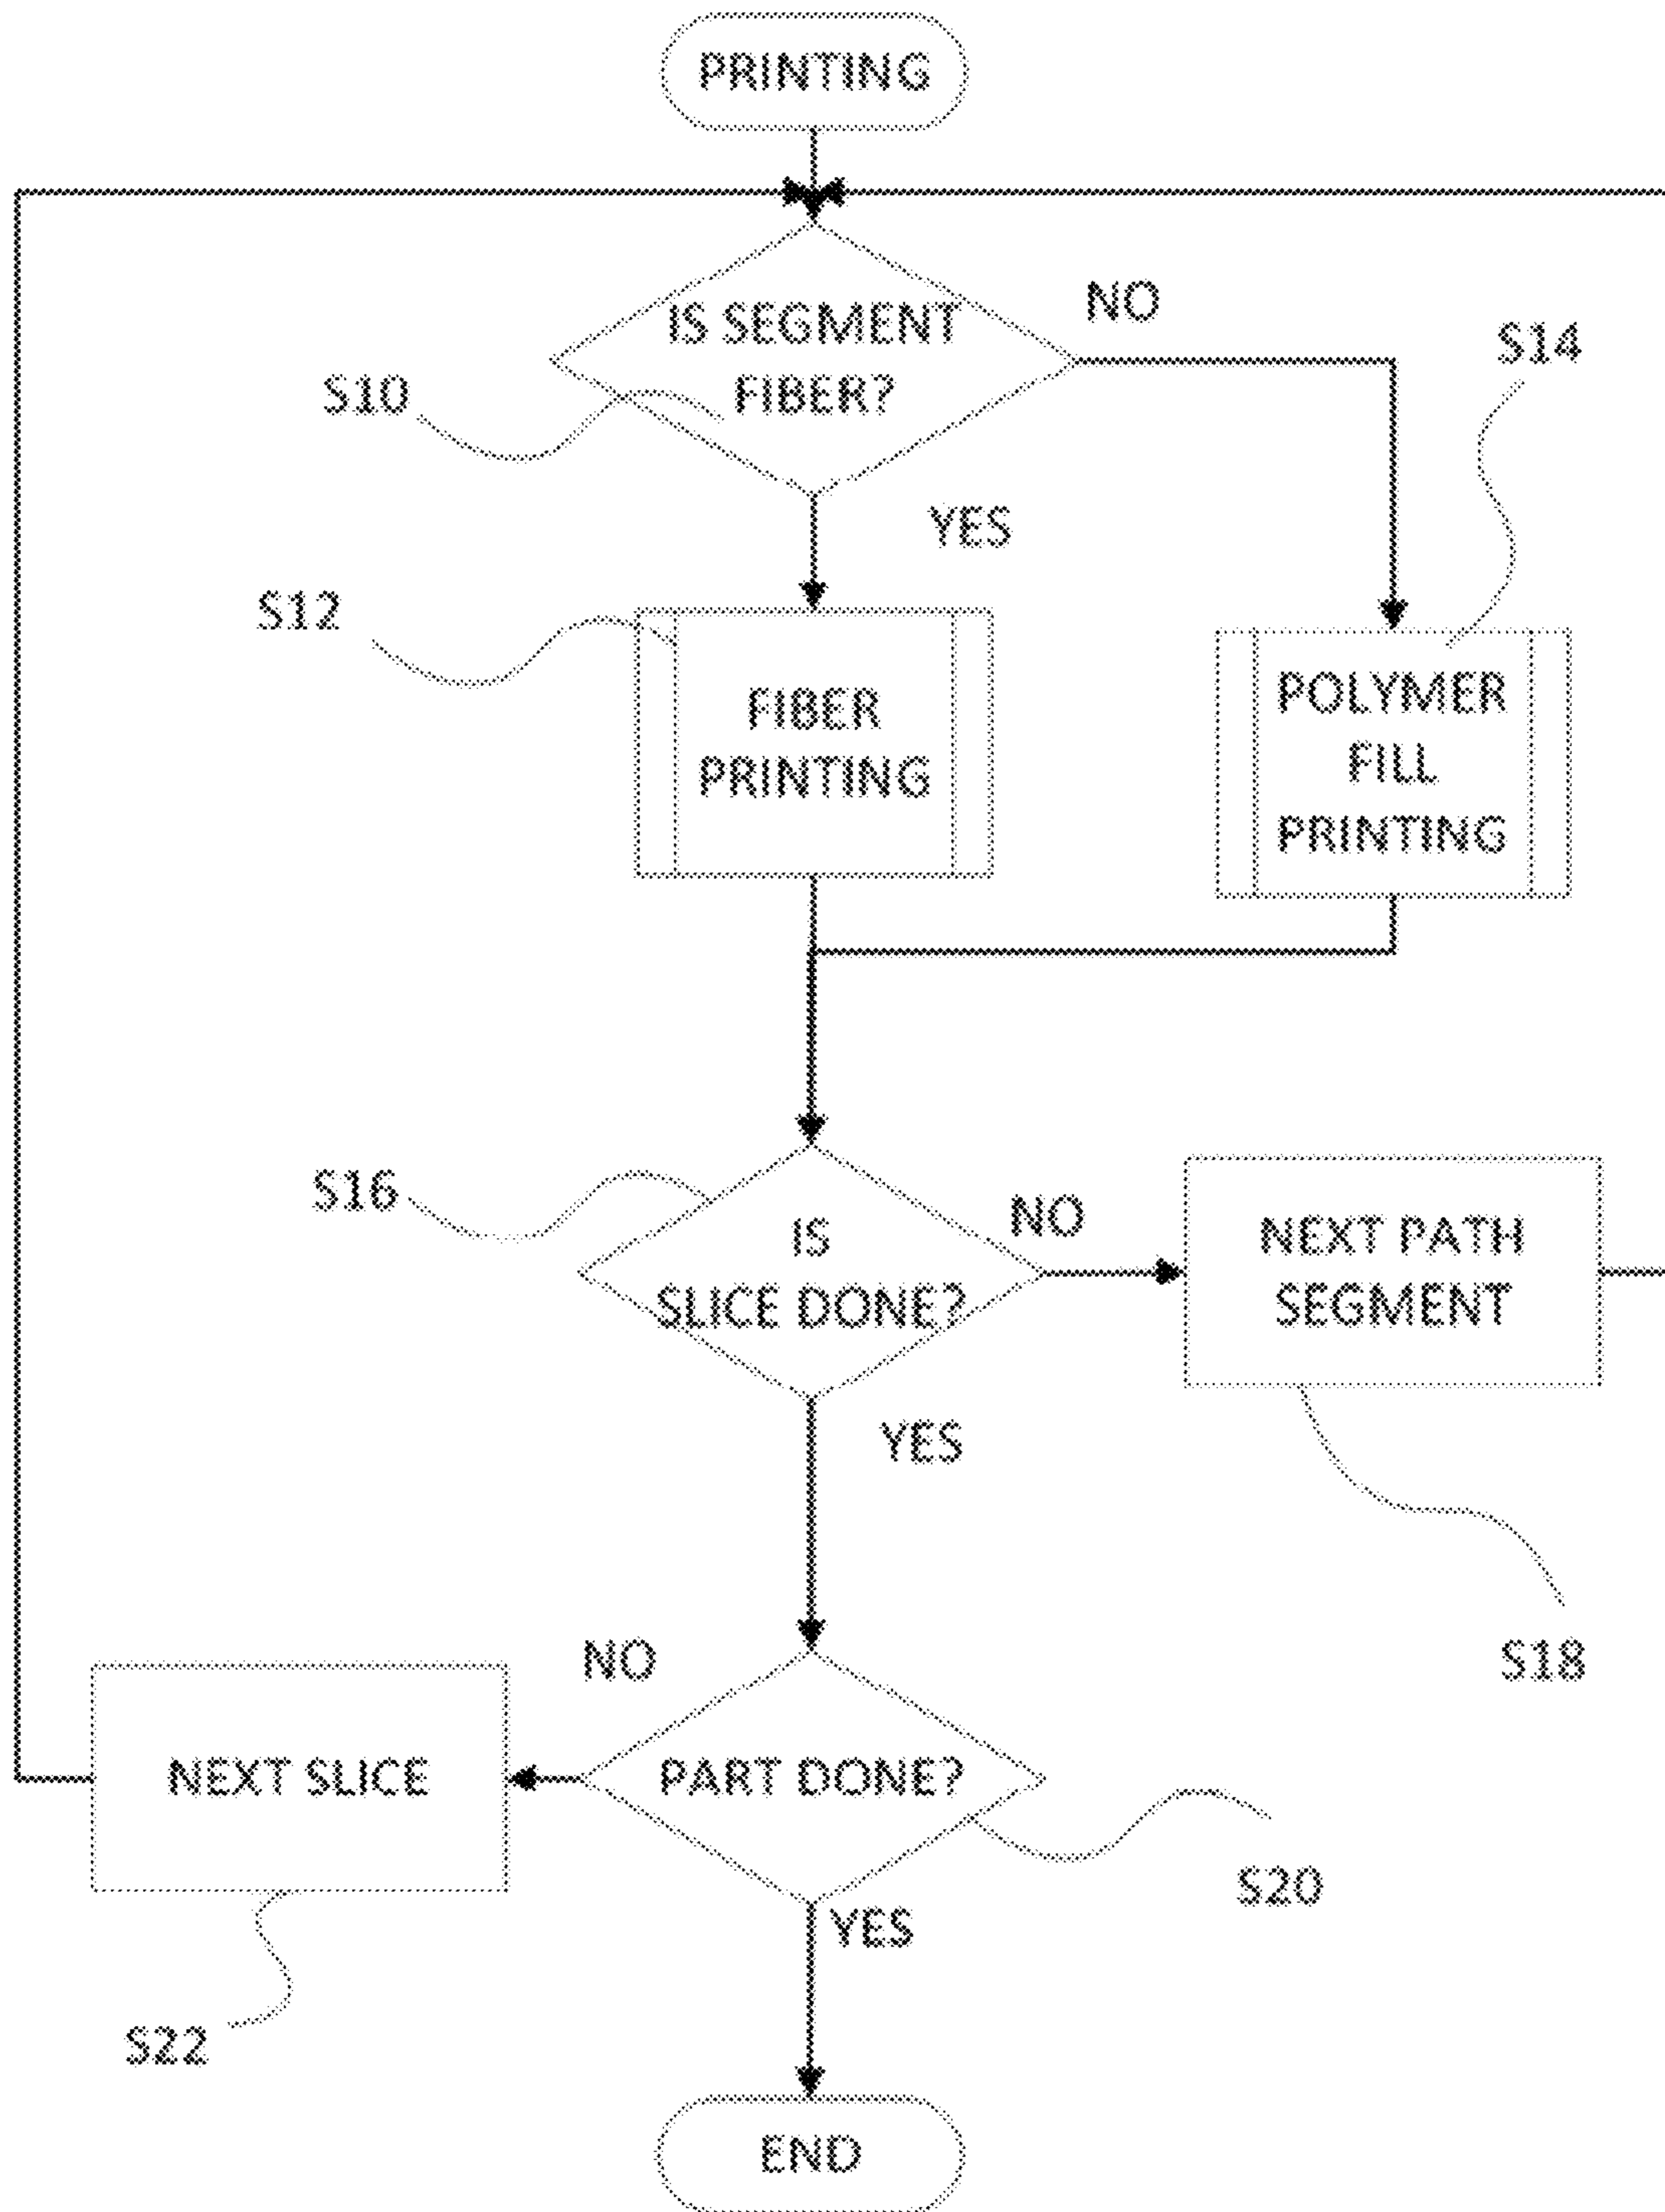 PRINTING
IS SEGMENT
FIBER?
NO
S10
S14
YES
S12
FIBER
PRINTING
POLYMER
FILL
PRINTING
S16
IS
SLICE DONE?
NO
NEXT PATH
SEGMENT
YES
S18
NO
NEXT SLICE
PART DONE?
S20
YES
S22
END